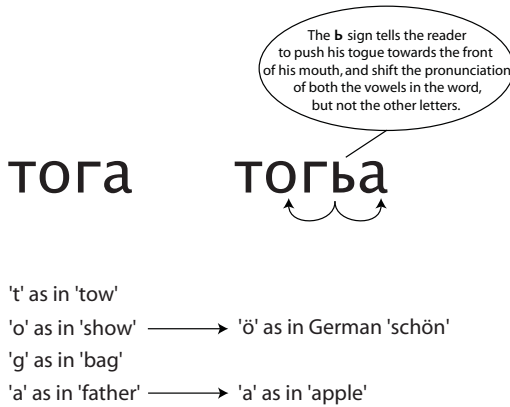 The ь sign tells the reader
to push his togue towards the front
of his mouth, and shift the pronunciation
of both the vowels in the word,
but not the other letters.
тога
тогьа
't' as in 'tow'
'o' as in 'show' → 'ö' as in German 'schön'
'g' as in 'bag'
'a' as in 'father' → 'a' as in 'apple'